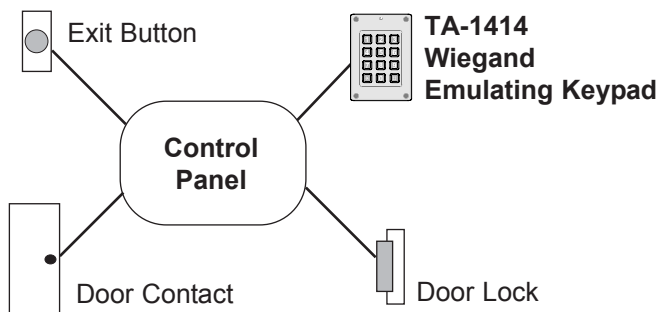 Exit Button
TA-1414
Wiegand
Emulating Keypad
Control
Panel
Door Contact
Door Lock